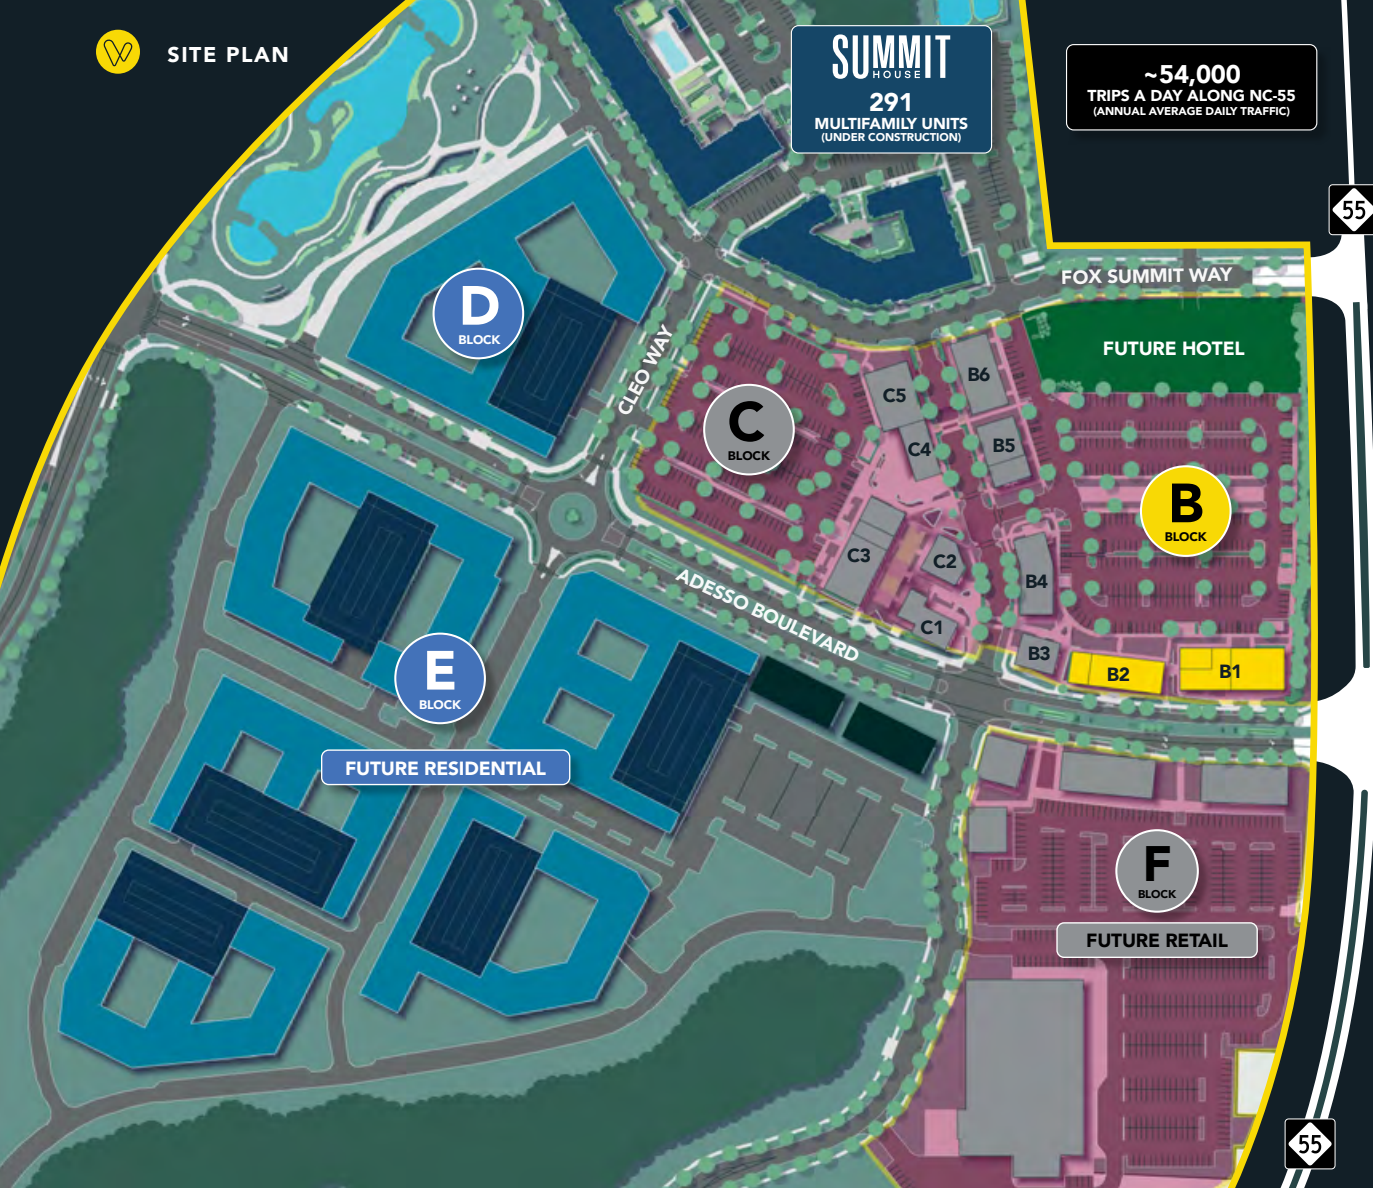 SITE PLAN
SUMMIT
HOUSE
291
MULTIFAMILY UNITS
(UNDER CONSTRUCTION)
~54,000
TRIPS A DAY ALONG NC-55
(ANNUAL AVERAGE DAILY TRAFFIC)
55
FOX SUMMIT WAY
FUTURE HOTEL
D
BLOCK
CLEO WAY
C
BLOCK
C5
C4
B6
B5
B
BLOCK
C3
C2
C1
B4
B3
B2
B1
ADESSO BOULEVARD
E
BLOCK
FUTURE RESIDENTIAL
F
BLOCK
FUTURE RETAIL
55